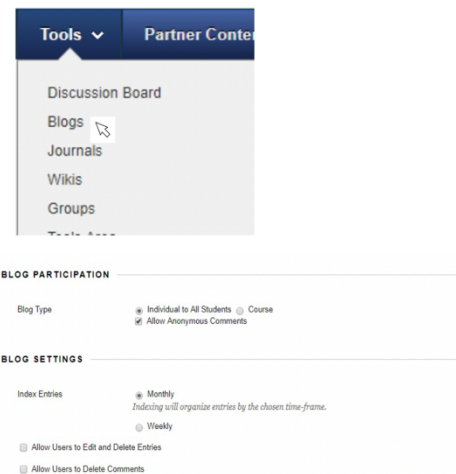 Tools Partner Conte
Discussion Board
Blogs
Journals
Wikis
Groups
BLOG PARTICIPATION
Blog Type Individual to All Students Course
Allow Anonymous Comments
BLOG SETTINGS
Index Entries Monthly
Indexing will organize entries by the chosen time-frame.
Weekly
Allow Users to Edit and Delete Entries
Allow Users to Delete Comments